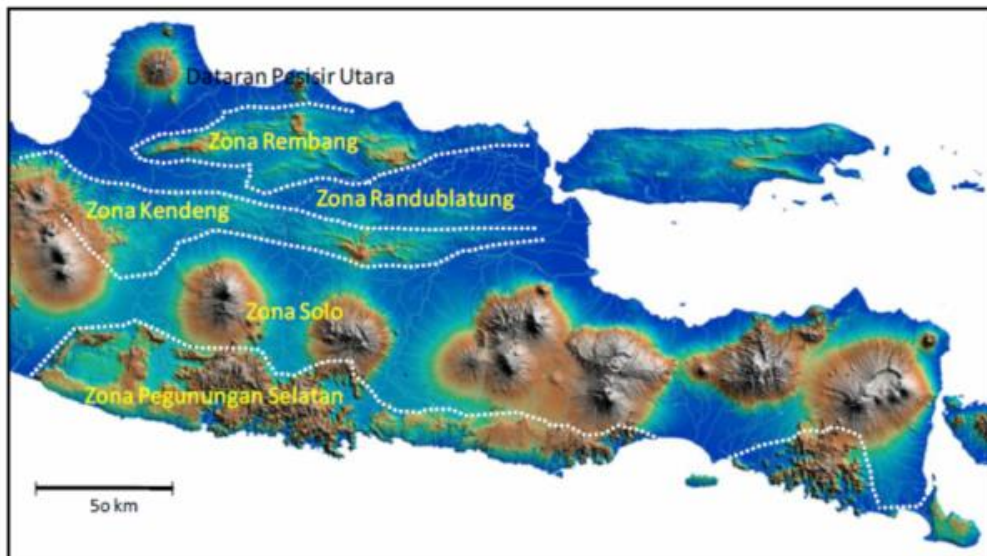 Dataran Pesisir Utara
Zona Rembang
Zona Randublatung
Zona Kendeng
Zona Solo
Zona Pegunungan Selatan
50 km